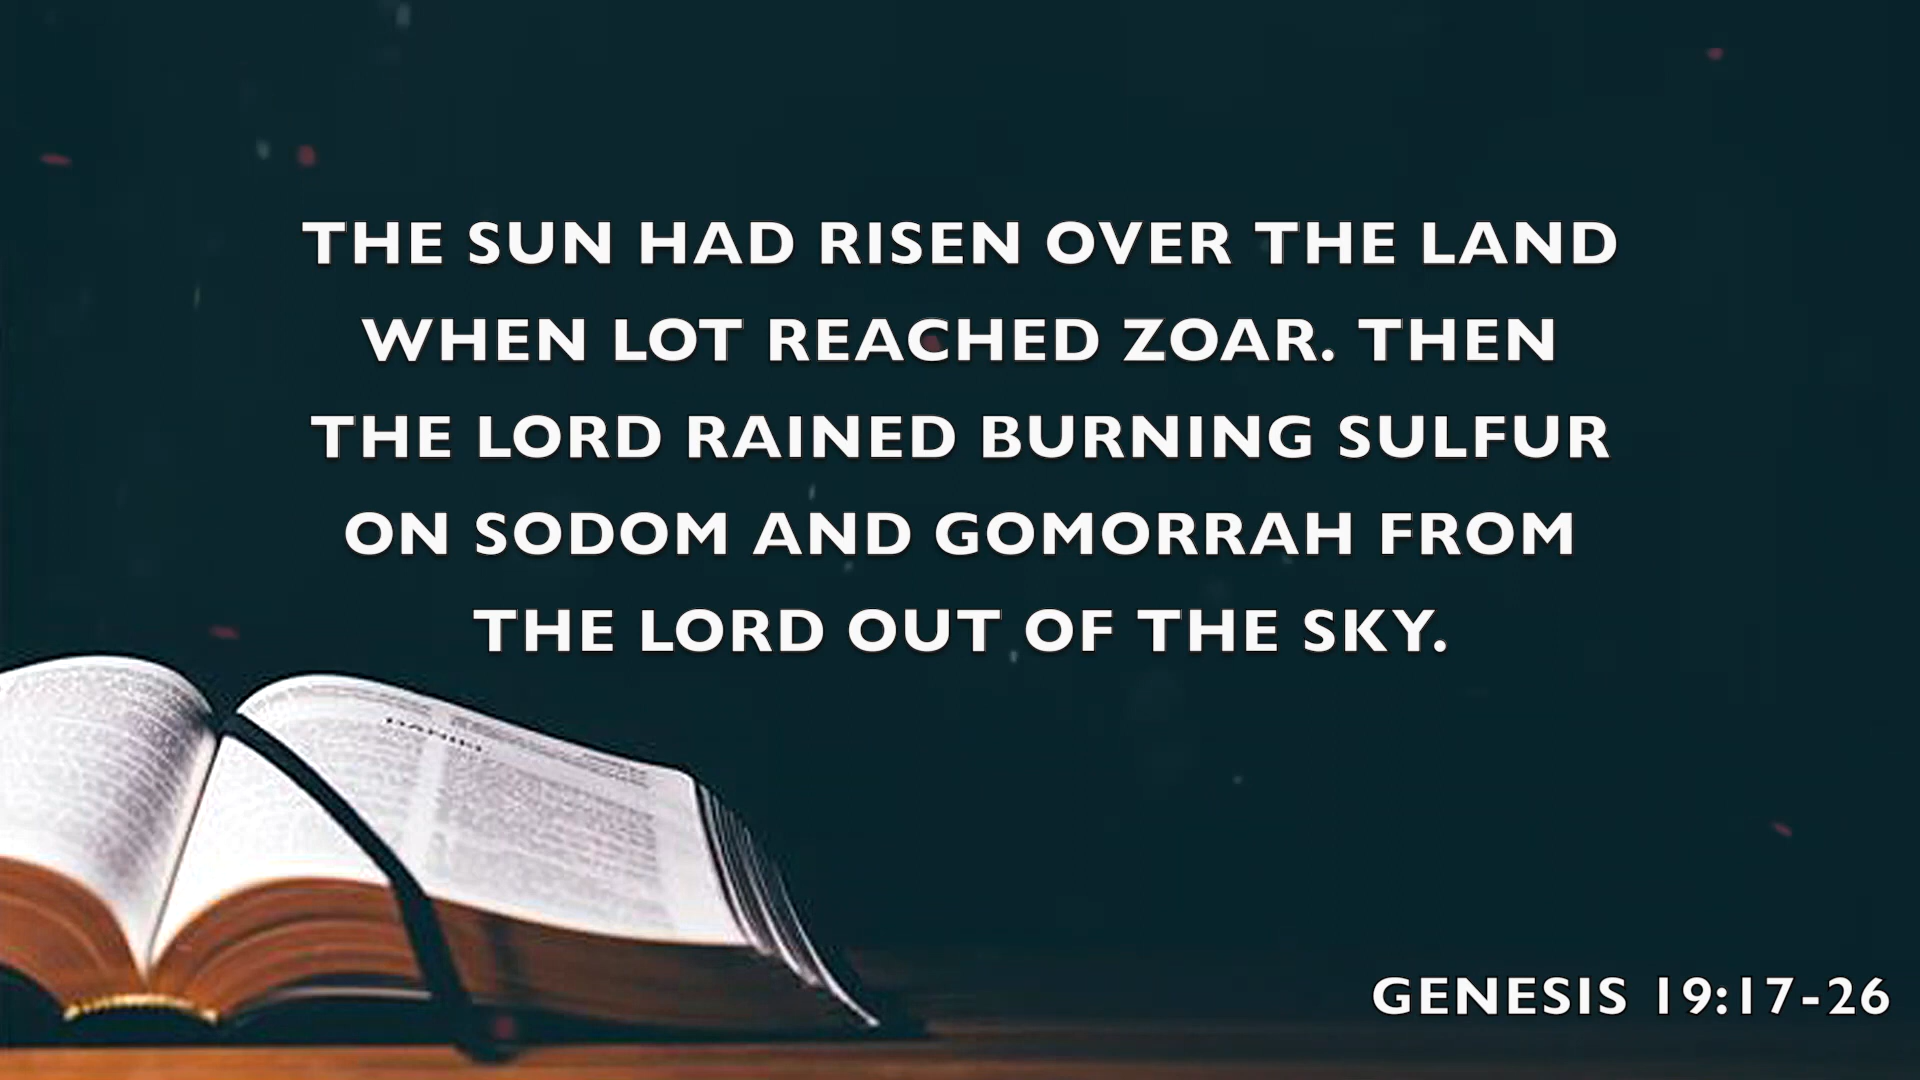 THE SUN HAD RISEN OVER THE LAND
WHEN LOT REACHED ZOAR. THEN
THE LORD RAINED BURNING SULFUR
ON SODOM AND GOMORRAH FROM
THE LORD OUT OF THE SKY.
DANIEL
GENESIS 19:17-26